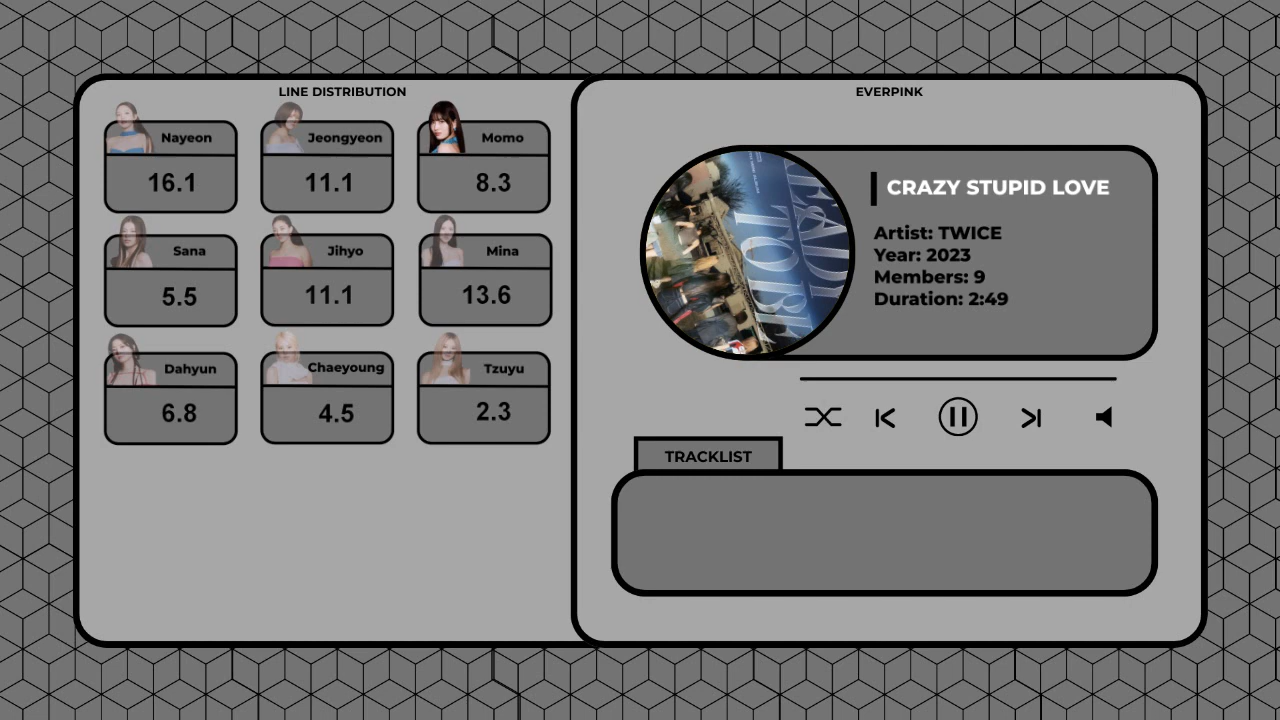 LINE DISTRIBUTION
Nayeon
16.1
Jeongyeon
11.1
Momo
8.3
Sana
5.5
Jihyo
11.1
Mina
13.6
Dahyun
6.8
Chaeyoung
4.5
Tzuyu
2.3
EVERPINK
CRAZY STUPID LOVE
Artist: TWICE
Year: 2023
Members: 9
Duration: 2:49
TRACKLIST